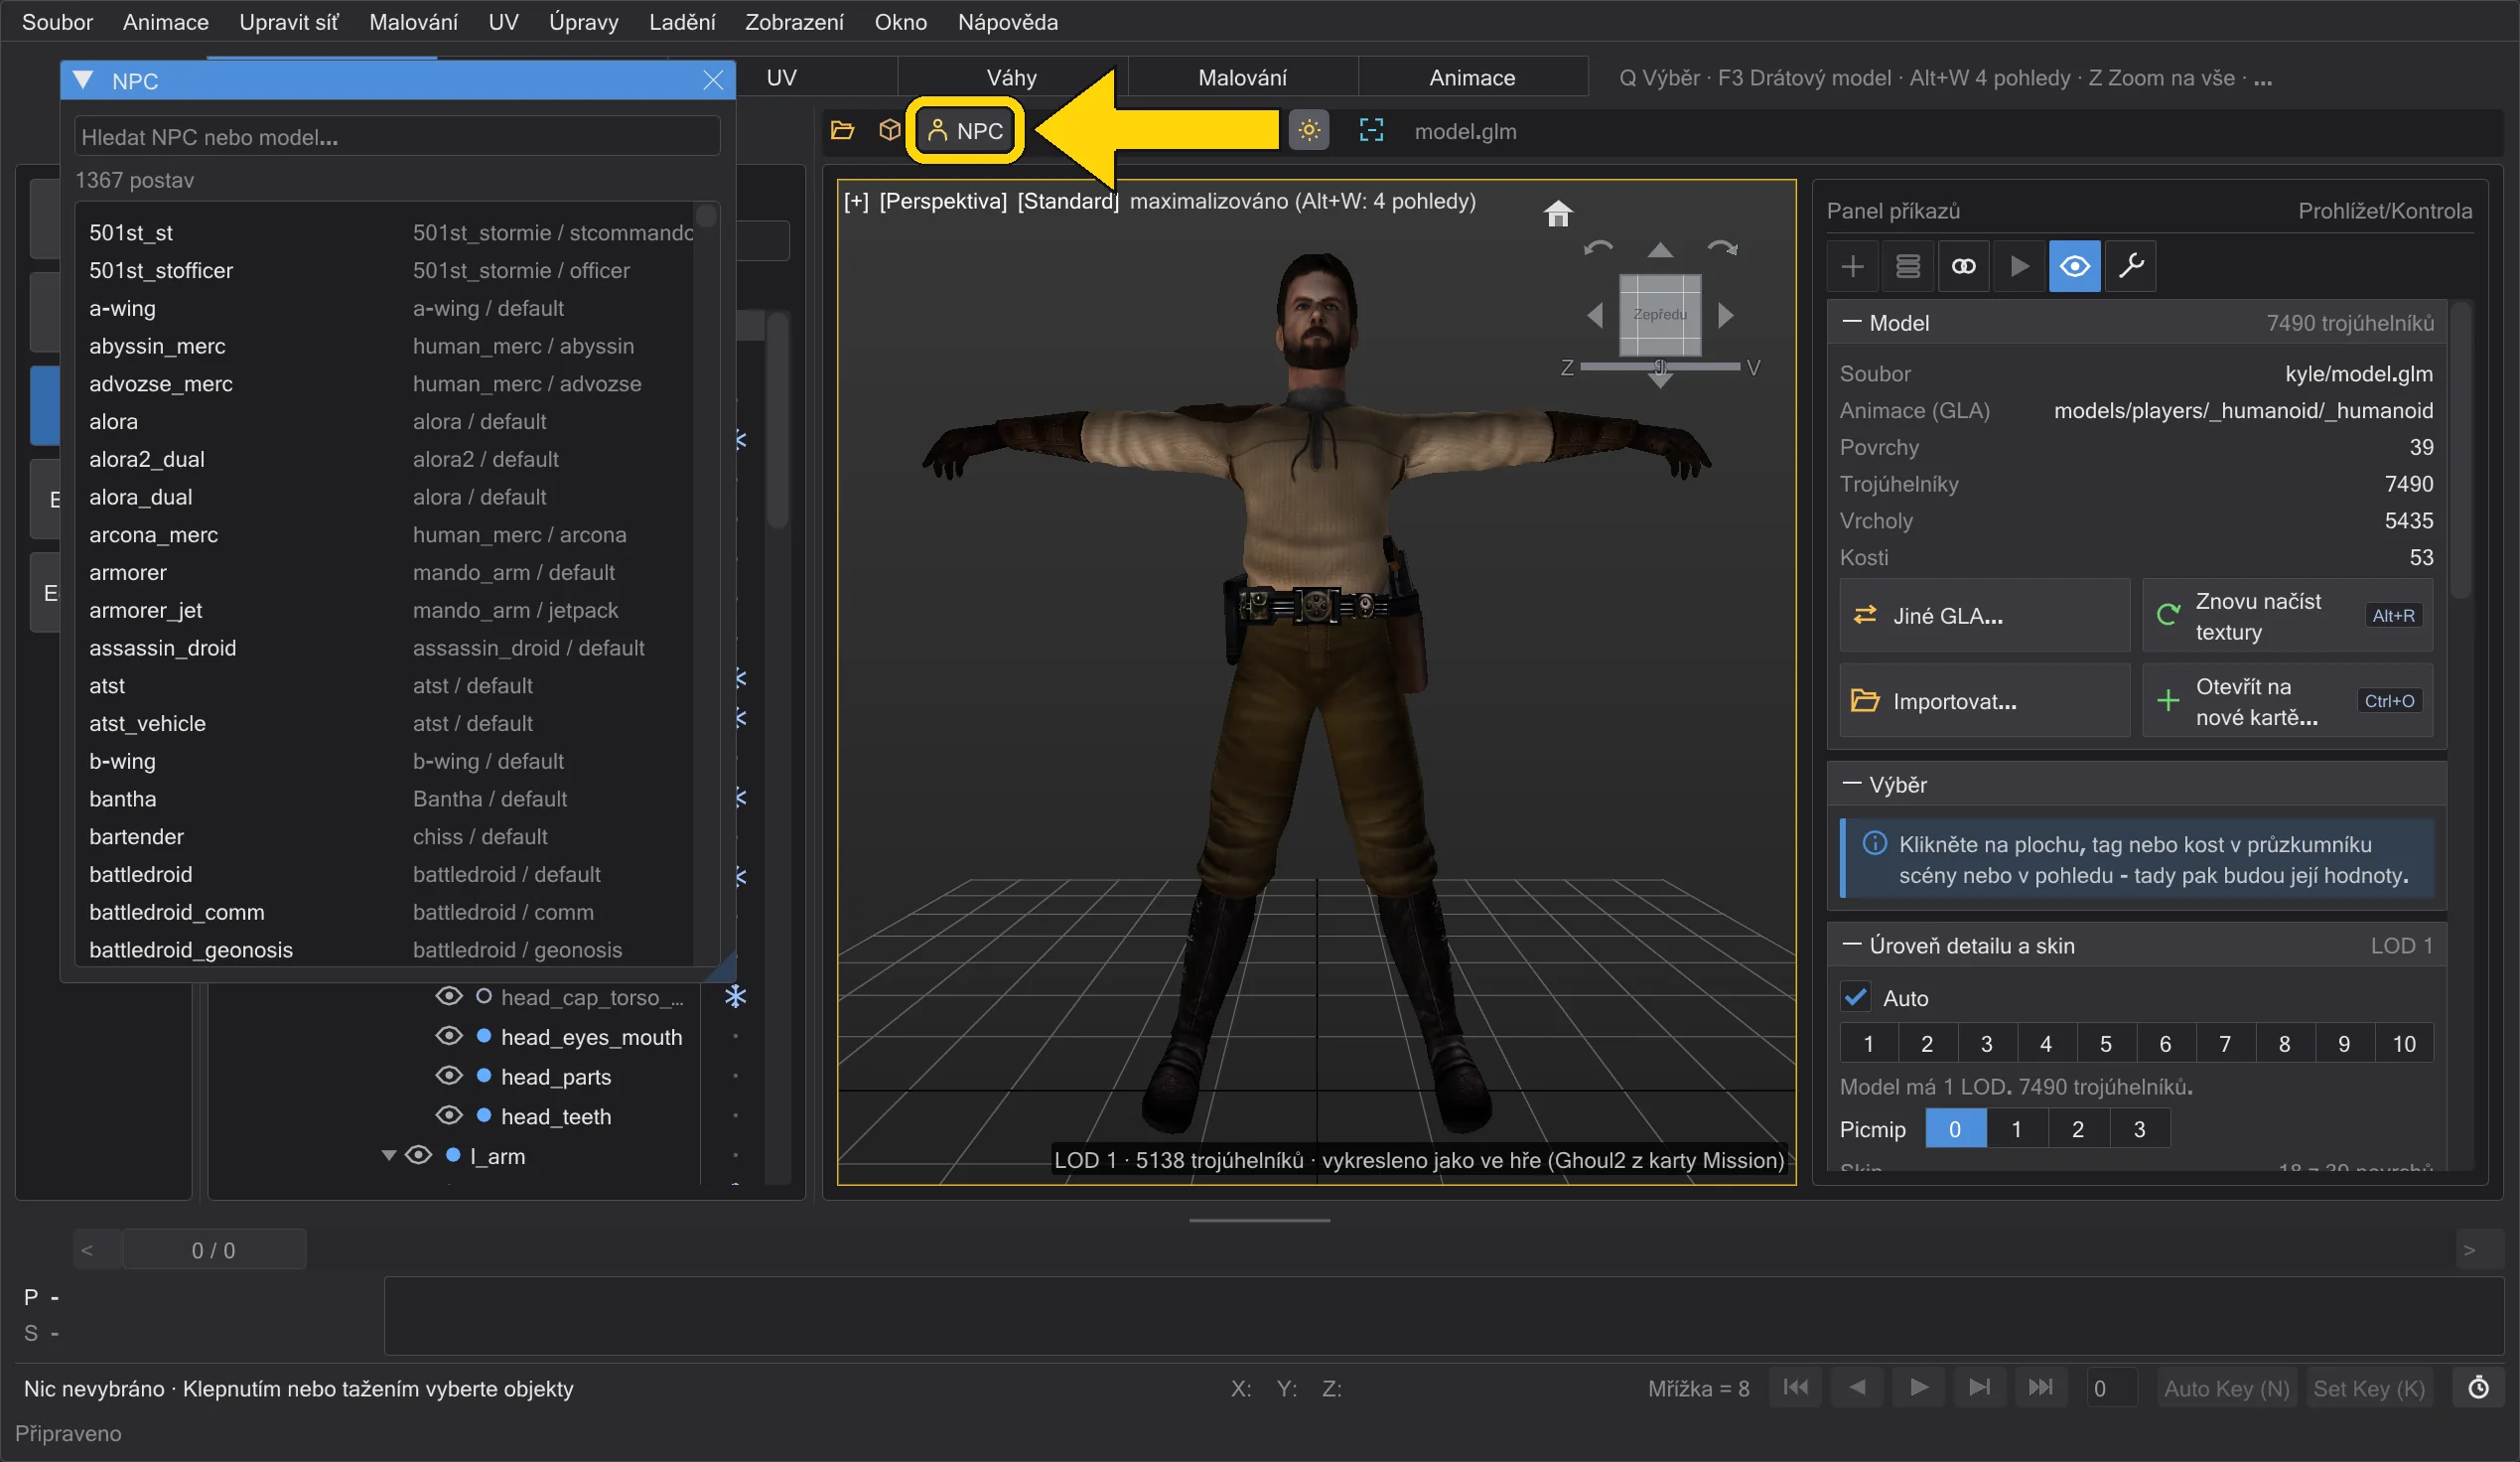 Soubor Animace Upravit síť Malování UV Úpravy Ladění Zobrazení Okno Nápověda
UV Váhy Malování Animace Q Výběr · F3 Drátový model · Alt+W 4 pohledy · Z Zoom na vše · ...
NPC
Hledat NPC nebo model...
1367 postav
501st_st 501st_stormie / stcommando
501st_stofficer 501st_stormie / officer
a-wing a-wing / default
abyssin_merc human_merc / abyssin
advozse_merc human_merc / advozse
alora alora / default
alora2_dual alora2 / default
alora_dual alora / default
arcona_merc human_merc / arcona
armorer mando_arm / default
armorer_jet mando_arm / jetpack
assassin_droid assassin_droid / default
atst atst / default
atst_vehicle atst / default
b-wing b-wing / default
bantha Bantha / default
bartender chiss / default
battledroid battledroid / default
battledroid_comm battledroid / comm
battledroid_geonosis battledroid / geonosis
head_cap_torso_...
head_eyes_mouth
head_parts
head_teeth
l_arm
NPC model.glm
[+] [Perspektiva] [Standard] maximalizováno (Alt+W: 4 pohledy)
Zepředu
Z V
LOD 1 · 5138 trojúhelníků · vykresleno jako ve hře (Ghoul2 z karty Mission)
Panel příkazů Prohlížet/Kontrola
Model 7490 trojúhelníků
Soubor kyle/model.glm
Animace (GLA) models/players/_humanoid/_humanoid
Povrchy 39
Trojúhelníky 7490
Vrcholy 5435
Kosti 53
Jiné GLA...
Znovu načíst
textury
Alt+R
Importovat...
Otevřít na
nové kartě...
Ctrl+O
Výběr
Klikněte na plochu, tag nebo kost v průzkumníku
scény nebo v pohledu - tady pak budou její hodnoty.
Úroveň detailu a skin LOD 1
Auto
1 2 3 4 5 6 7 8 9 10
Model má 1 LOD. 7490 trojúhelníků.
Picmip 0 1 2 3
< 0 / 0 >
P -
S -
Nic nevybráno · Klepnutím nebo tažením vyberte objekty X: Y: Z: Mřížka = 8 0 Auto Key (N) Set Key (K)
Připraveno